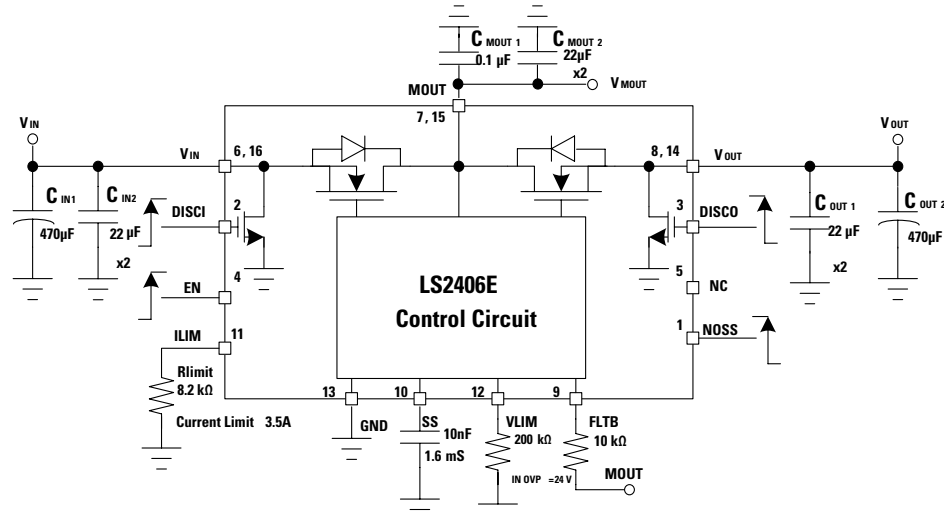 C MOUT 1
0.1 µF
C MOUT 2
22µF
x2
V MOUT
MOUT
7, 15
V IN
V IN
6, 16
8, 14
V OUT
V OUT
C IN1
470µF
C IN2
22 µF
x2
DISCI
2
3
DISCO
C OUT 1
22 µF
x2
C OUT 2
470µF
4
EN
5
NC
LS2406E
Control Circuit
11
ILIM
1
NOSS
Rlimit
8.2 kΩ
Current Limit 3.5A
13
GND
10
SS
10nF
1.6 mS
12
VLIM
200 kΩ
IN OVP =24 V
9
FLTB
10 kΩ
MOUT